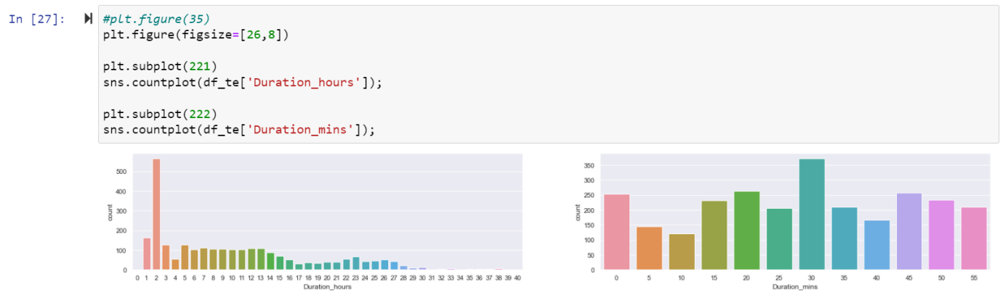 In [27]:
#plt.figure(35)
plt.figure(figsize=[26,8])
plt.subplot(221)
sns.countplot(df_te['Duration_hours']);
plt.subplot(222)
sns.countplot(df_te['Duration_mins']);
500
400
300
200
100
0
count
0 1 2 3 4 5 6 7 8 9 10 11 12 13 14 15 16 17 18 19 20 21 22 23 24 25 26 27 28 29 30 31 32 33 34 35 36 37 38 39 40
Duration_hours
350
300
250
200
150
100
50
0
count
0 5 10 15 20 25 30 35 40 45 50 55
Duration_mins